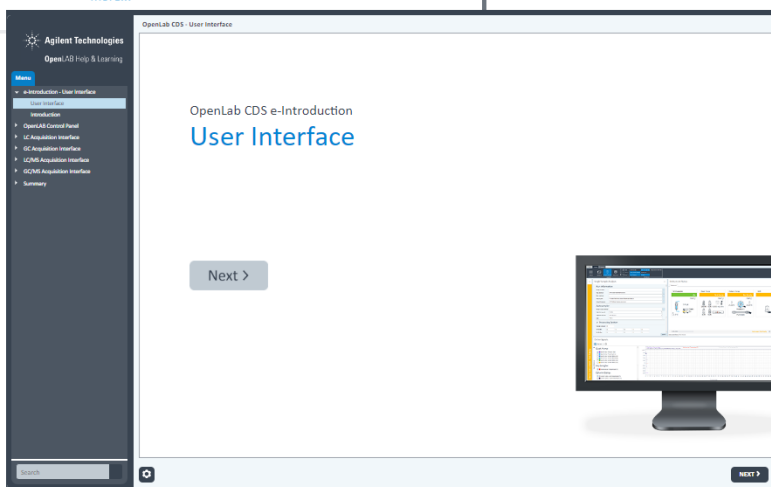 OpenLab CDS - User Interface
Agilent Technologies
OpenLAB Help & Learning
Menu
e-Introduction - User Interface
User Interface
Introduction
OpenLAB Control Panel
LC Acquisition Interface
GC Acquisition Interface
LC/MS Acquisition Interface
GC/MS Acquisition Interface
Summary
OpenLab CDS e-Introduction
User Interface
Next >
Search
NEXT >